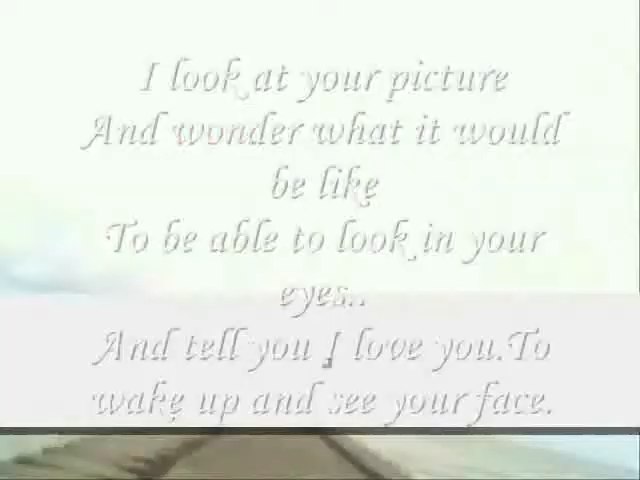 I look at your picture
And wonder what it would
be like
To be able to look in your
eyes..
And tell you I love you.To
wake up and see your face.